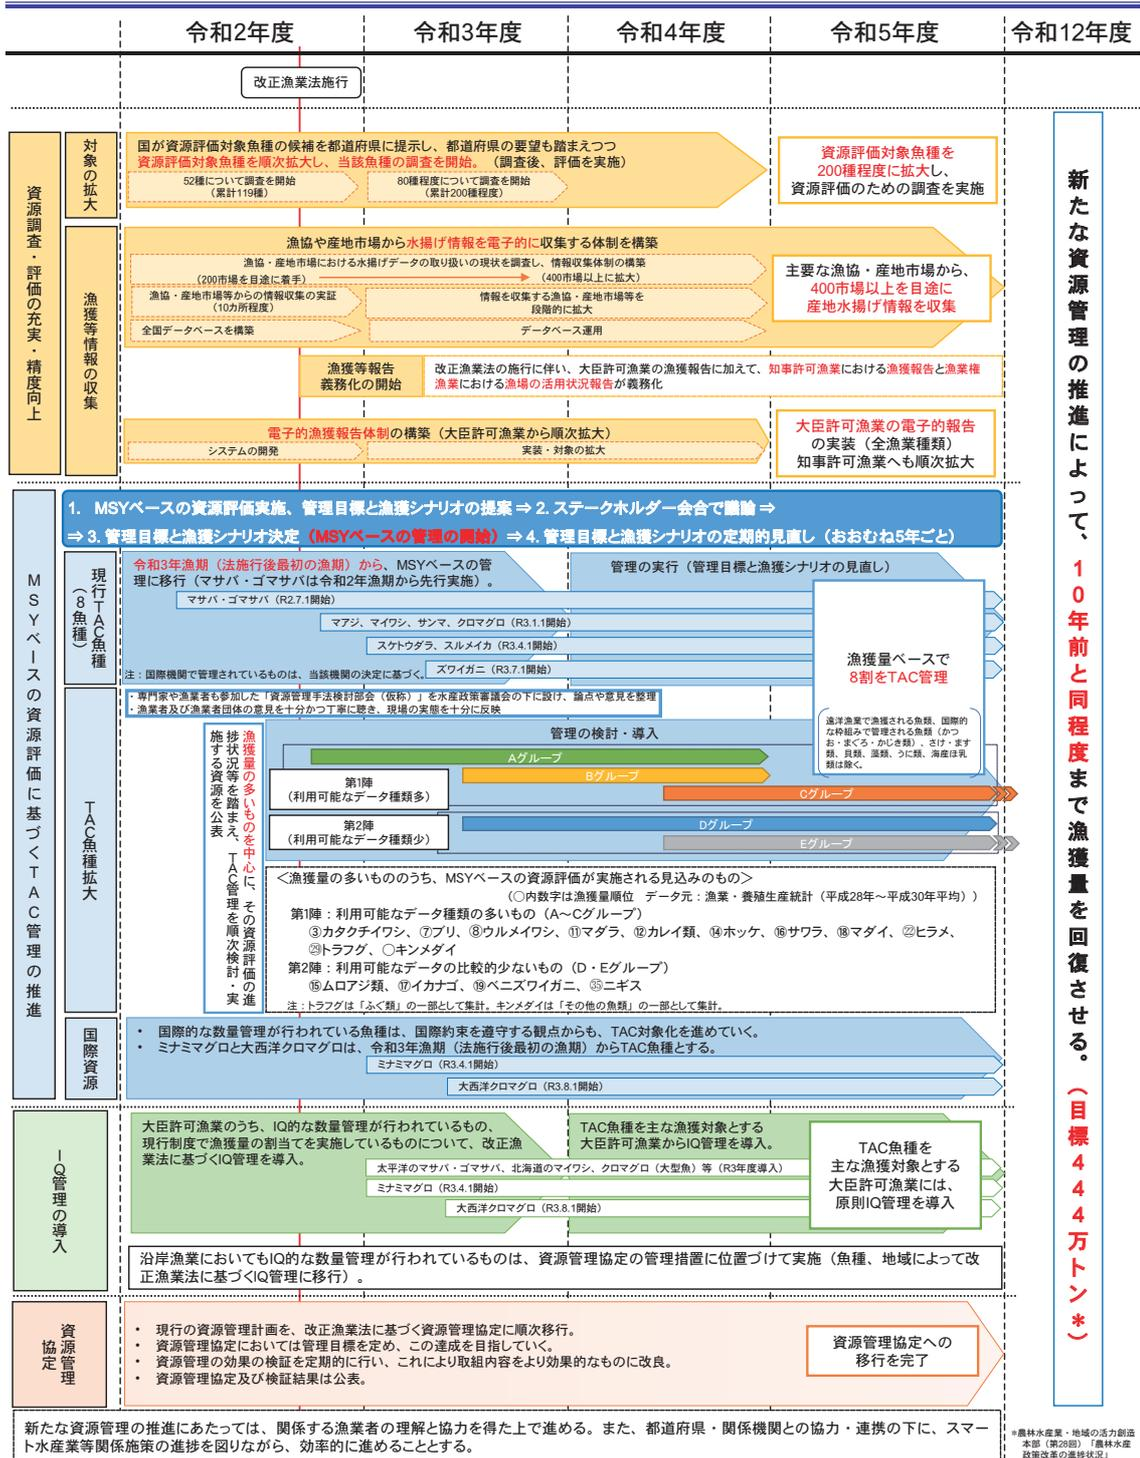 令和2年度
令和3年度
令和4年度
令和5年度
令和12年度
改正漁業法施行
資源調査・評価の充実・精度向上
対象の拡大
国が資源評価対象魚種の候補を都道府県に提示し、都道府県の要望も踏まえつつ
資源評価対象魚種を順次拡大し、当該魚種の調査を開始。（調査後、評価を実施）
52種について調査を開始
（累計119種）
80種程度について調査を開始
（累計200種程度）
資源評価対象魚種を
200種程度に拡大し、
資源評価のための調査を実施
漁獲等情報の収集
漁協や産地市場から水揚げ情報を電子的に収集する体制を構築
漁協・産地市場における水揚げデータの取り扱いの現状を調査し、情報収集体制の構築
（200市場を目途に着手）
（400市場以上に拡大）
漁協・産地市場等からの情報収集の実証
（10カ所程度）
情報を収集する漁協・産地市場等を
段階的に拡大
全国データベースを構築
データベース運用
主要な漁協・産地市場から、
400市場以上を目途に
産地水揚げ情報を収集
漁獲等報告
義務化の開始
改正漁業法の施行に伴い、大臣許可漁業の漁獲報告に加えて、知事許可漁業における漁獲報告と漁業権
漁業における漁場の活用状況報告が義務化
電子的漁獲報告体制の構築（大臣許可漁業から順次拡大）
システムの開発
実装・対象の拡大
大臣許可漁業の電子的報告
の実装（全漁業種類）
知事許可漁業へも順次拡大
MSYベースの資源評価に基づくTAC管理の推進
1. MSYベースの資源評価実施、管理目標と漁獲シナリオの提案 ⇒ 2. ステークホルダー会合で議論 ⇒
⇒ 3. 管理目標と漁獲シナリオ決定（MSYベースの管理の開始）⇒ 4. 管理目標と漁獲シナリオの定期的見直し（おおむね5年ごと）
現行TAC魚種
（8魚種）
令和3年漁期（法施行後最初の漁期）から、MSYベースの管
理に移行（マサバ・ゴマサバは令和2年漁期から先行実施）。
管理の実行（管理目標と漁獲シナリオの見直し）
マサバ・ゴマサバ（R2.7.1開始）
マアジ、マイワシ、サンマ、クロマグロ（R3.1.1開始）
スケトウダラ、スルメイカ（R3.4.1開始）
ズワイガニ（R3.7.1開始）
注：国際機関で管理されているものは、当該機関の決定に基づく。
漁獲量ベースで
8割をTAC管理
遠洋漁業で漁獲される魚類、国際的
な枠組みで管理される魚類（かつ
お・まぐろ・かじき類）、さけ・ます
類、貝類、藻類、うに類、海産ほ乳
類は除く。
TAC魚種拡大
・専門家や漁業者も参加した「資源管理手法検討部会（仮称）」を水産政策審議会の下に設け、論点や意見を整理
・漁業者及び漁業者団体の意見を十分かつ丁寧に聴き、現場の実態を十分に反映
漁獲量の多いものを中心に、その資源評価の進
捗状況等を踏まえ、TAC管理を順次検討・実
施する資源を公表
管理の検討・導入
Aグループ
第1陣
（利用可能なデータ種類多）
Bグループ
Cグループ
第2陣
（利用可能なデータ種類少）
Dグループ
Eグループ
＜漁獲量の多いもののうち、MSYベースの資源評価が実施される見込みのもの＞
（○内数字は漁獲量順位　データ元：漁業・養殖生産統計（平成28年～平成30年平均））
第1陣：利用可能なデータ種類の多いもの（A～Cグループ）
③カタクチイワシ、⑦ブリ、⑧ウルメイワシ、⑪マダラ、⑫カレイ類、⑭ホッケ、⑯サワラ、⑱マダイ、㉒ヒラメ、
㉙トラフグ、○キンメダイ
第2陣：利用可能なデータの比較的少ないもの（D・Eグループ）
⑮ムロアジ類、⑰イカナゴ、⑲ベニズワイガニ、㉟ニギス
注：トラフグは「ふぐ類」の一部として集計。キンメダイは「その他の魚類」の一部として集計。
国際資源
・ 国際的な数量管理が行われている魚種は、国際約束を遵守する観点からも、TAC対象化を進めていく。
・ ミナミマグロと大西洋クロマグロは、令和3年漁期（法施行後最初の漁期）からTAC魚種とする。
ミナミマグロ（R3.4.1開始）
大西洋クロマグロ（R3.8.1開始）
IQ管理の導入
大臣許可漁業のうち、IQ的な数量管理が行われているもの、
現行制度で漁獲量の割当てを実施しているものについて、改正漁
業法に基づくIQ管理を導入。
TAC魚種を主な漁獲対象とする
大臣許可漁業からIQ管理を導入。
太平洋のマサバ・ゴマサバ、北海道のマイワシ、クロマグロ（大型魚）等（R3年度導入）
ミナミマグロ（R3.4.1開始）
大西洋クロマグロ（R3.8.1開始）
TAC魚種を
主な漁獲対象とする
大臣許可漁業には、
原則IQ管理を導入
沿岸漁業においてもIQ的な数量管理が行われているものは、資源管理協定の管理措置に位置づけて実施（魚種、地域によって改
正漁業法に基づくIQ管理に移行）。
資源管理
協定
・ 現行の資源管理計画を、改正漁業法に基づく資源管理協定に順次移行。
・ 資源管理協定においては管理目標を定め、この達成を目指していく。
・ 資源管理の効果の検証を定期的に行い、これにより取組内容をより効果的なものに改良。
・ 資源管理協定及び検証結果は公表。
資源管理協定への
移行を完了
新たな資源管理の推進によって、10年前と同程度まで漁獲量を回復させる。（目標444万トン＊）
新たな資源管理の推進にあたっては、関係する漁業者の理解と協力を得た上で進める。また、都道府県・関係機関との協力・連携の下に、スマー
ト水産業等関係施策の進捗を図りながら、効率的に進めることとする。
＊農林水産業・地域の活力創造
本部（第28回）「農林水産
政策改革の進捗状況」